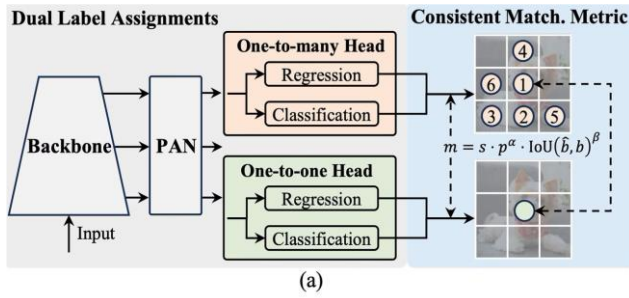 Dual Label Assignments
Consistent Match. Metric
One-to-many Head
Regression
Classification
Backbone
PAN
Input
One-to-one Head
Regression
Classification
4
6 1
3 2 5
m = s · p^α · IoU(b̂, b)^β
(a)